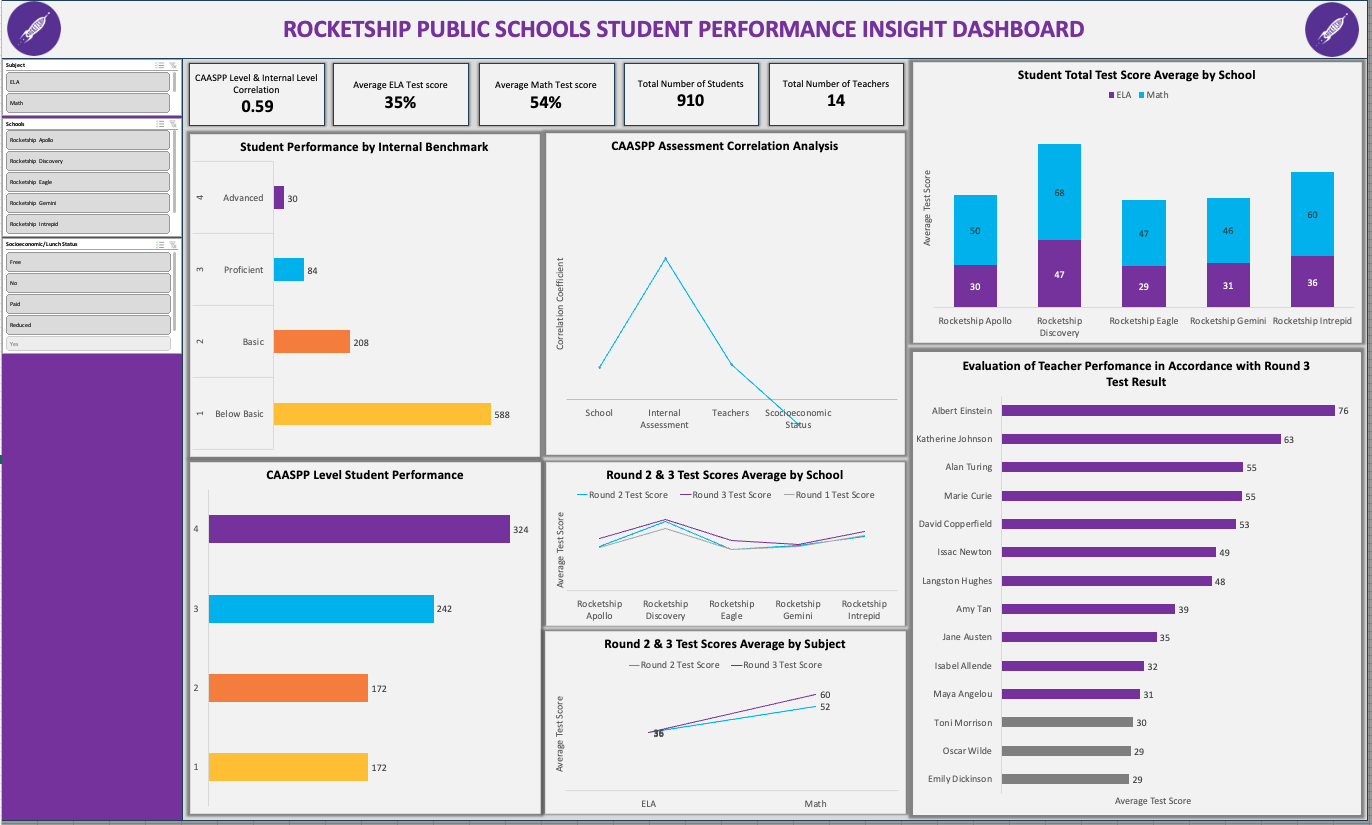 ROCKETSHIP PUBLIC SCHOOLS STUDENT PERFORMANCE INSIGHT DASHBOARD
Subject
ELA
Math
Schools
Rocketship Apollo
Rocketship Discovery
Rocketship Eagle
Rocketship Gemini
Rocketship Intrepid
Socioeconomic/Lunch Status
Free
No
Paid
Reduced
Yes
CAASPP Level & Internal Level
Correlation
0.59
Average ELA Test score
35%
Average Math Test score
54%
Total Number of Students
910
Total Number of Teachers
14
Student Performance by Internal Benchmark
4 Advanced 30
3 Proficient 84
2 Basic 208
1 Below Basic 588
CAASPP Assessment Correlation Analysis
Correlation Coefficient
School
Internal
Assessment
Teachers
Scocioeconomic
Status
CAASPP Level Student Performance
4 324
3 242
2 172
1 172
Round 2 & 3 Test Scores Average by School
Round 2 Test Score Round 3 Test Score Round 1 Test Score
Average Test Score
Rocketship
Apollo
Rocketship
Discovery
Rocketship
Eagle
Rocketship
Gemini
Rocketship
Intrepid
Round 2 & 3 Test Scores Average by Subject
Round 2 Test Score Round 3 Test Score
Average Test Score
60
52
36
ELA Math
Student Total Test Score Average by School
ELA Math
Average Test Score
50 68 47 46 60
30 47 29 31 36
Rocketship Apollo
Rocketship
Discovery
Rocketship Eagle
Rocketship Gemini
Rocketship Intrepid
Evaluation of Teacher Perfomance in Accordance with Round 3
Test Result
Albert Einstein 76
Katherine Johnson 63
Alan Turing 55
Marie Curie 55
David Copperfield 53
Issac Newton 49
Langston Hughes 48
Amy Tan 39
Jane Austen 35
Isabel Allende 32
Maya Angelou 31
Toni Morrison 30
Oscar Wilde 29
Emily Dickinson 29
Average Test Score